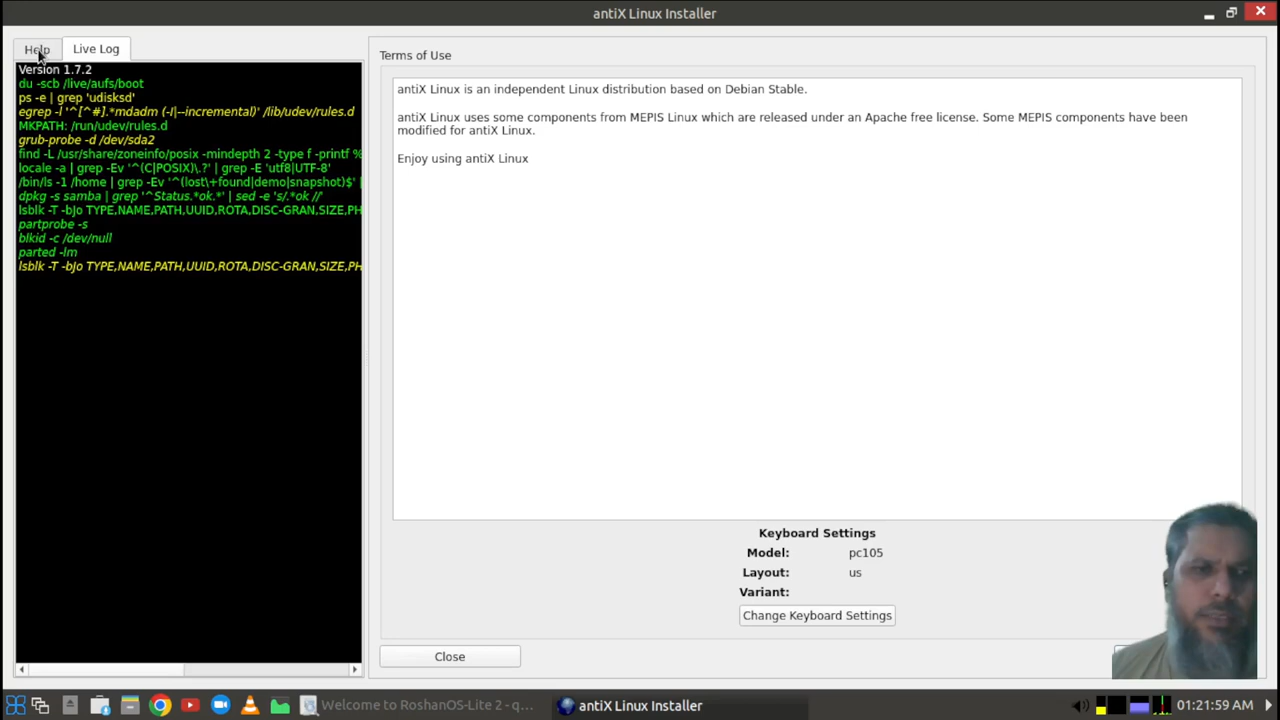 antiX Linux Installer
Help
Live Log
Version 1.7.2
du -scb /live/aufs/boot
ps -e | grep 'udisksd'
egrep -l '^[^#].*mdadm (-I|--incremental)' /lib/udev/rules.d
MKPATH: /run/udev/rules.d
grub-probe -d /dev/sda2
find -L /usr/share/zoneinfo/posix -mindepth 2 -type f -printf %
locale -a | grep -Ev '^(C|POSIX)\.?' | grep -E 'utf8|UTF-8'
/bin/ls -1 /home | grep -Ev '^(lost\+found|demo|snapshot)$' |
dpkg -s samba | grep '^Status.*ok.*' | sed -e 's/.*ok //'
lsblk -T -bJo TYPE,NAME,PATH,UUID,ROTA,DISC-GRAN,SIZE,PH
partprobe -s
blkid -c /dev/null
parted -lm
lsblk -T -bJo TYPE,NAME,PATH,UUID,ROTA,DISC-GRAN,SIZE,PH
Terms of Use
antiX Linux is an independent Linux distribution based on Debian Stable.
antiX Linux uses some components from MEPIS Linux which are released under an Apache free license. Some MEPIS components have been
modified for antiX Linux.
Enjoy using antiX Linux
Keyboard Settings
Model: pc105
Layout: us
Variant:
Change Keyboard Settings
Close
Welcome to RoshanOS-Lite 2 - q...
antiX Linux Installer
01:21:59 AM